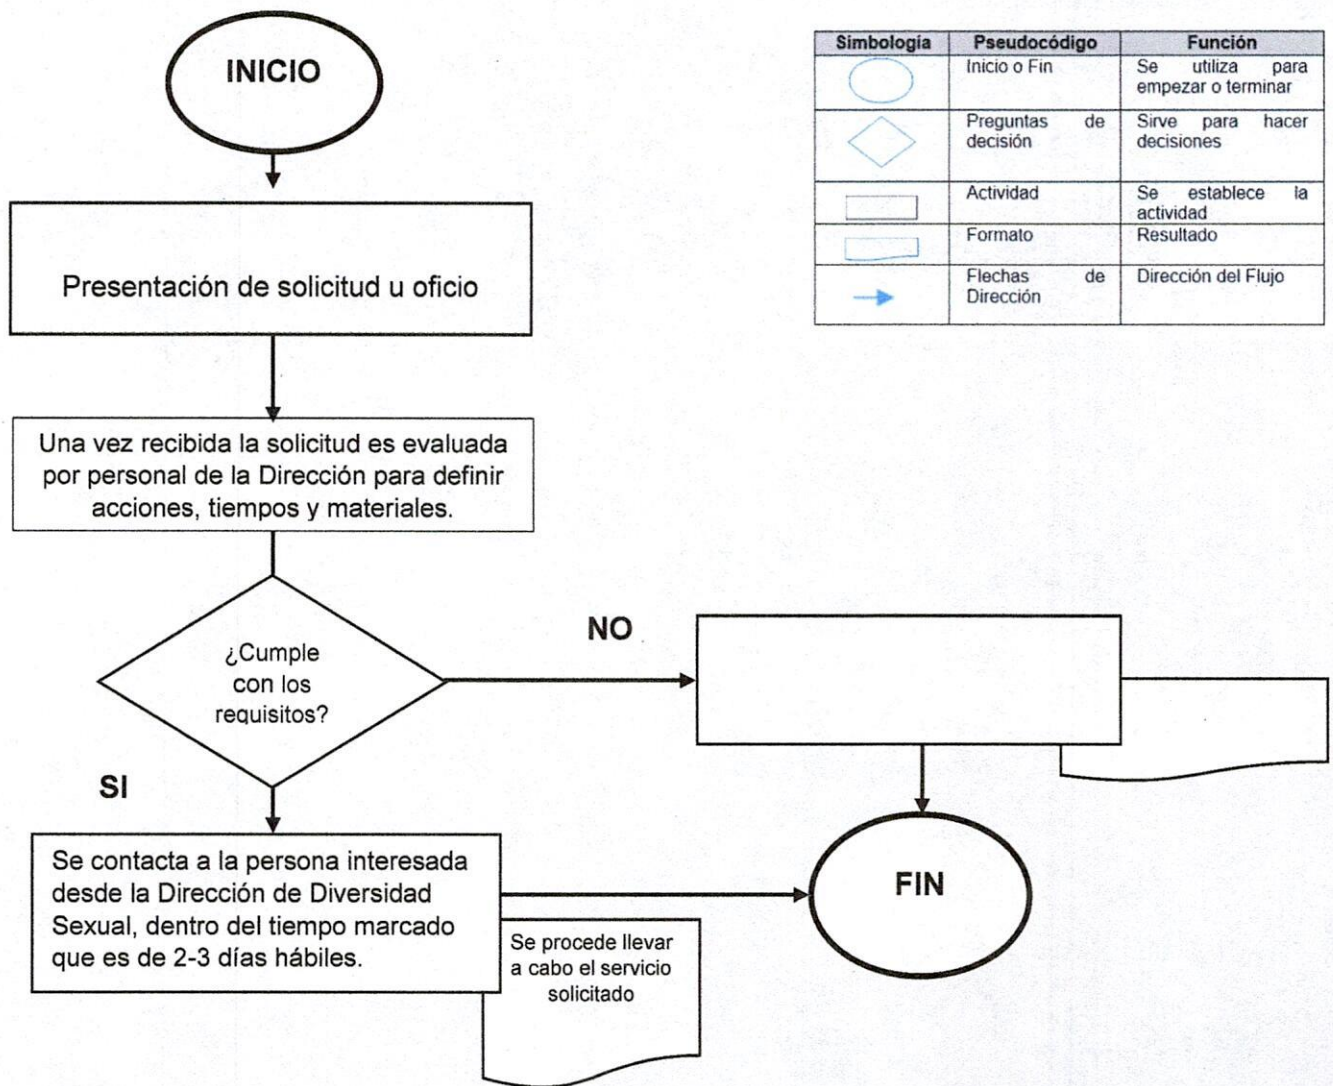 INICIO
Presentación de solicitud u oficio
Una vez recibida la solicitud es evaluada
por personal de la Dirección para definir
acciones, tiempos y materiales.
¿Cumple
con los
requisitos?
NO
SI
Se contacta a la persona interesada
desde la Dirección de Diversidad
Sexual, dentro del tiempo marcado
que es de 2-3 días hábiles.
Se procede llevar
a cabo el servicio
solicitado
FIN
Simbología Pseudocódigo Función
Inicio o Fin Se utiliza para
empezar o terminar
Preguntas de Sirve para hacer
decisión decisiones
Actividad Se establece la
actividad
Formato Resultado
Flechas de Dirección del Flujo
Dirección